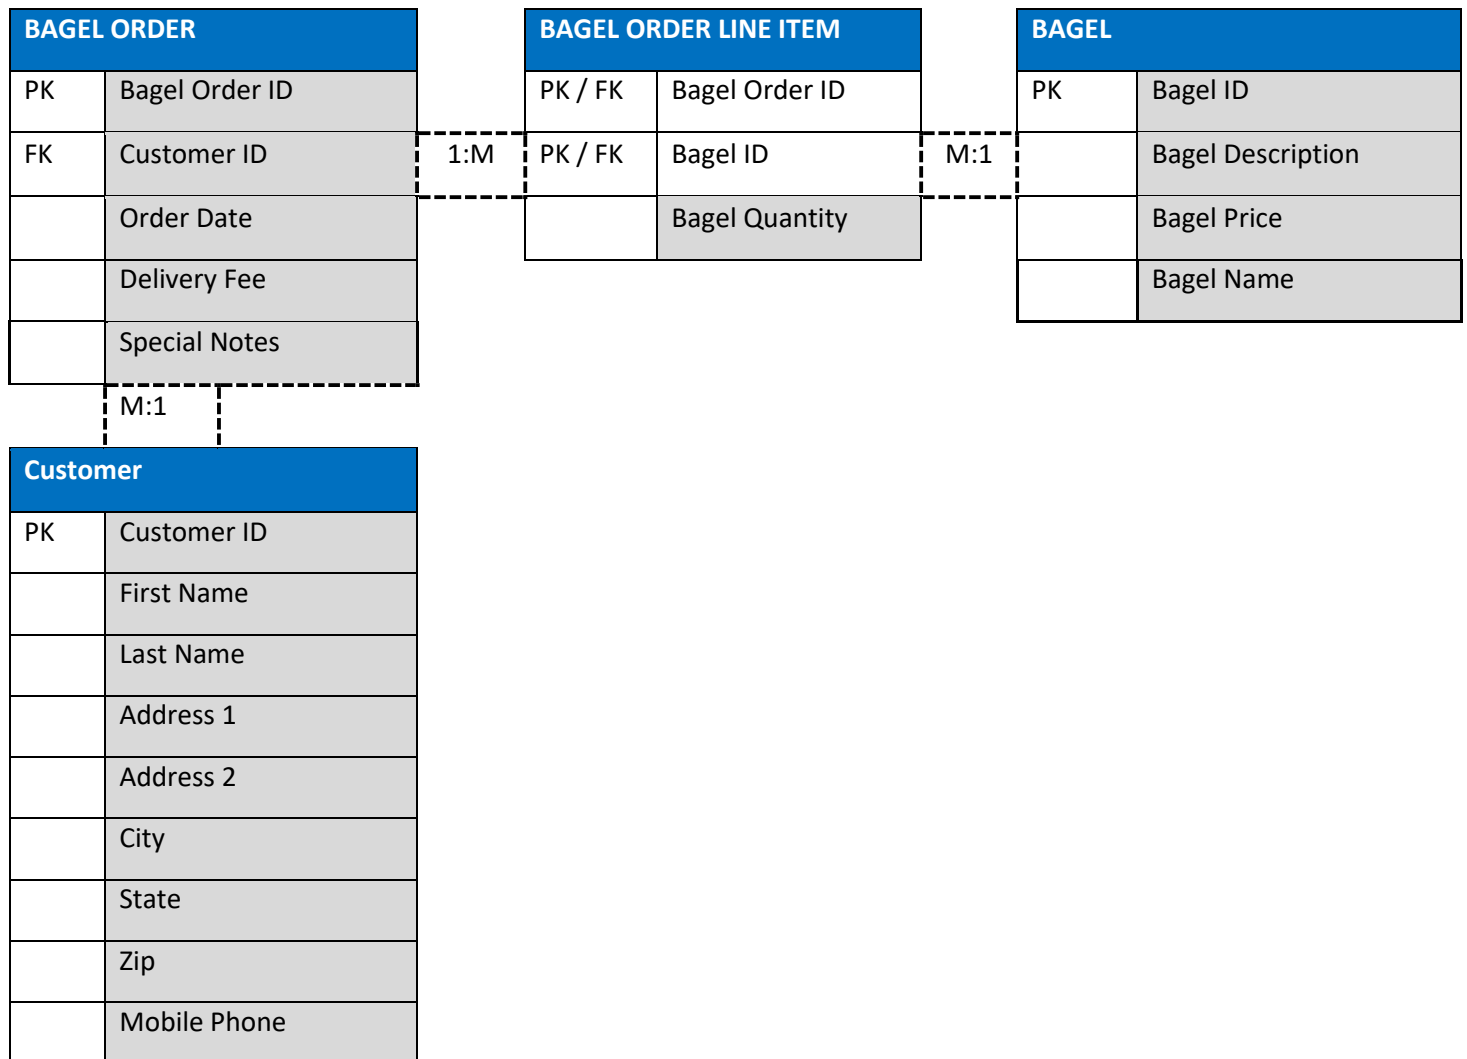 BAGEL ORDER
PK Bagel Order ID
FK Customer ID
Order Date
Delivery Fee
Special Notes
1:M
BAGEL ORDER LINE ITEM
PK / FK Bagel Order ID
PK / FK Bagel ID
Bagel Quantity
M:1
BAGEL
PK Bagel ID
Bagel Description
Bagel Price
Bagel Name
M:1
Customer
PK Customer ID
First Name
Last Name
Address 1
Address 2
City
State
Zip
Mobile Phone